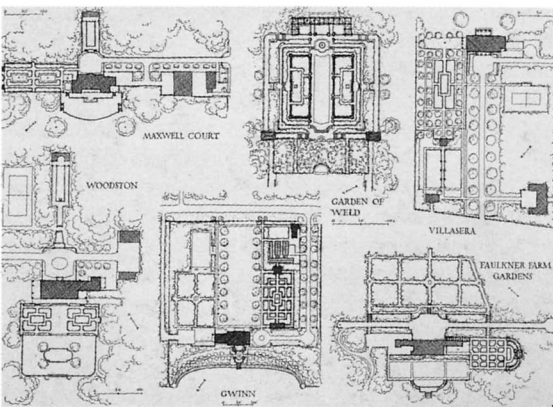 MAXWELL COURT
WOODSTON
GARDEN OF
WELD
VILLASERA
FAULKNER FARM
GARDENS
GWINN